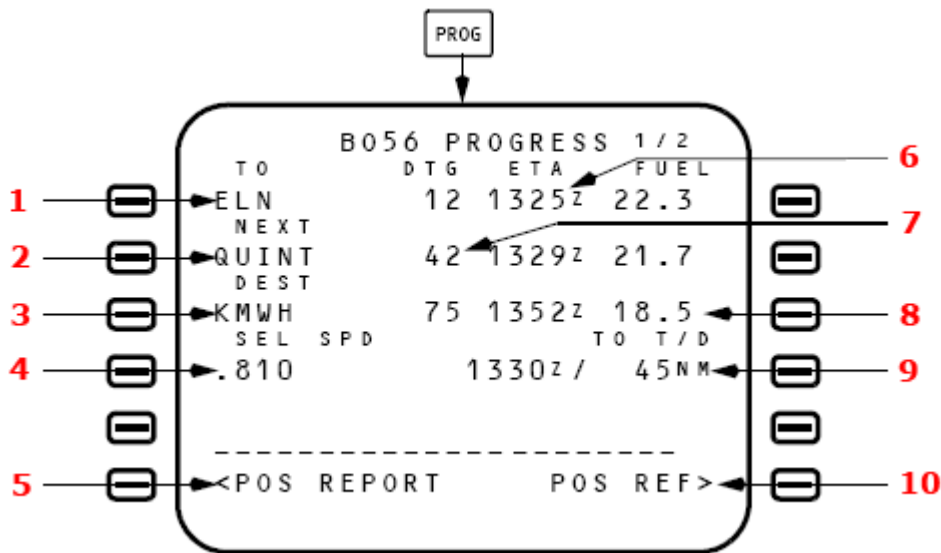 PROG
BO56 PROGRESS 1/2
TO DTG ETA FUEL 6
1 ELN 12 1325Z 22.3
NEXT 7
2 QUINT 42 1329Z 21.7
DEST
3 KMWH 75 1352Z 18.5 8
SEL SPD TO T/D
4 .810 1330Z/ 45NM 9
------------------------
5 <POS REPORT POS REF> 10